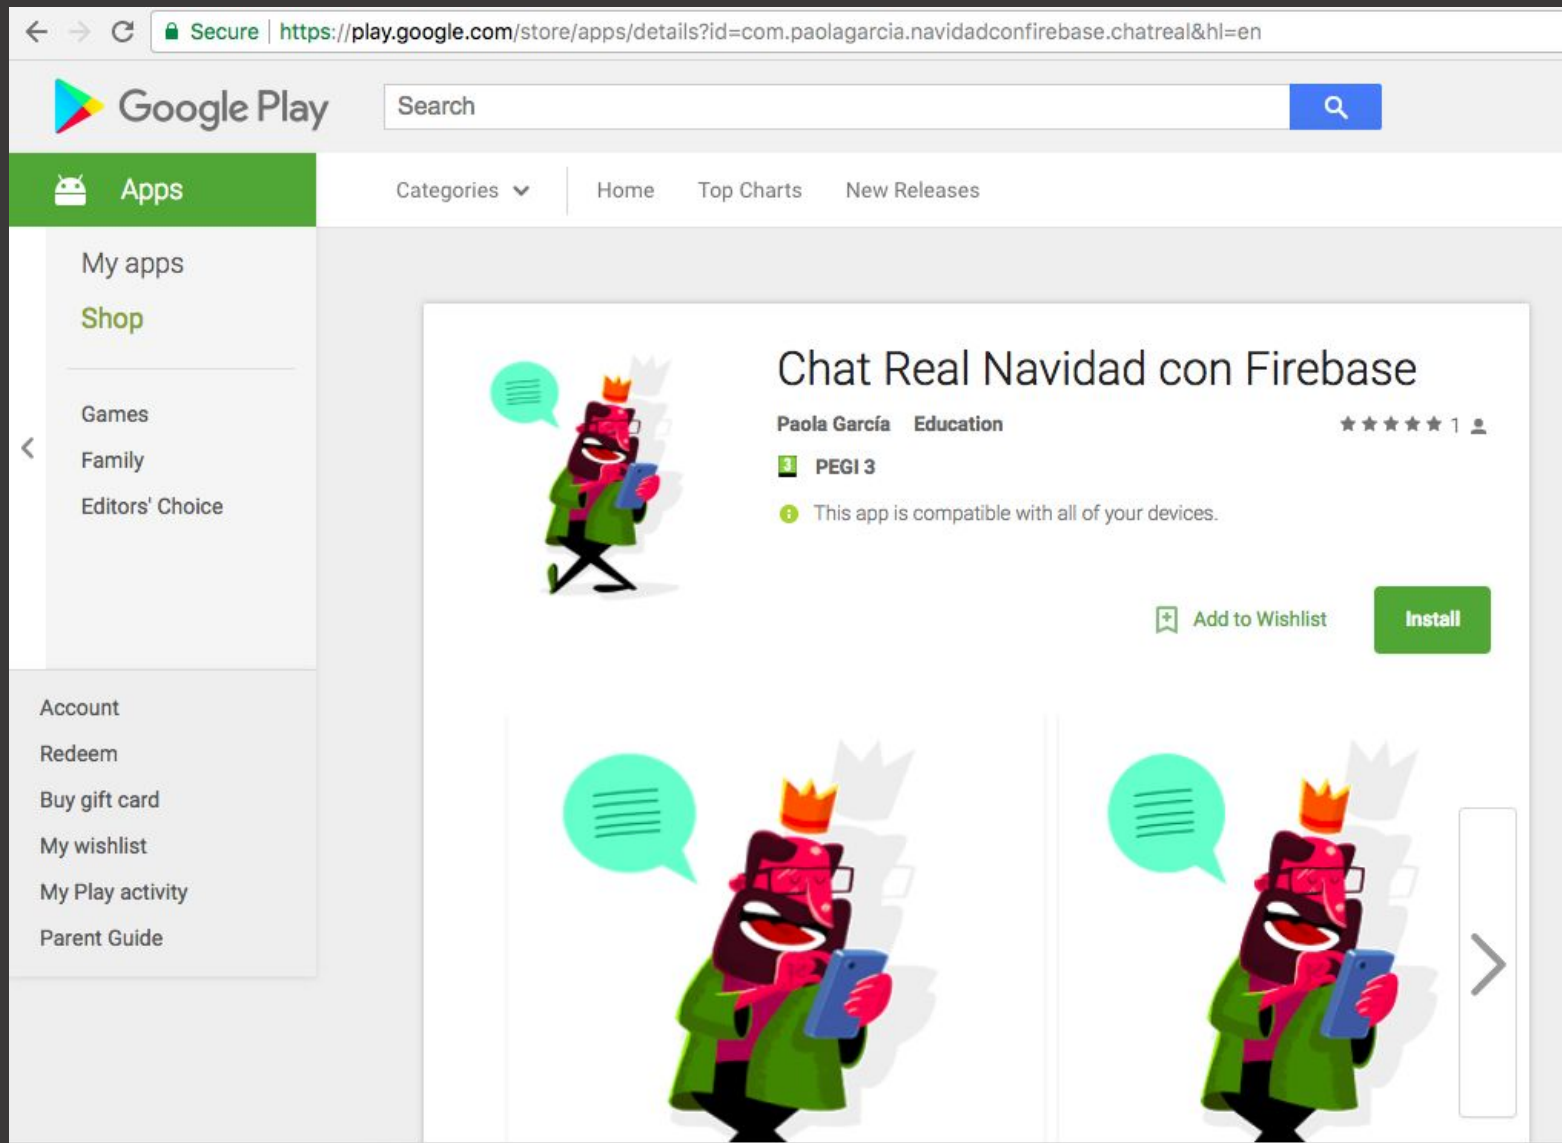 Secure | https://play.google.com/store/apps/details?id=com.paolagarcia.navidadconfirebase.chatreal&hl=en
Google Play
Search
Apps
Categories
Home
Top Charts
New Releases
My apps
Shop
Games
Family
Editors' Choice
Account
Redeem
Buy gift card
My wishlist
My Play activity
Parent Guide
Chat Real Navidad con Firebase
Paola García Education
1
3 PEGI 3
This app is compatible with all of your devices.
Add to Wishlist
Install